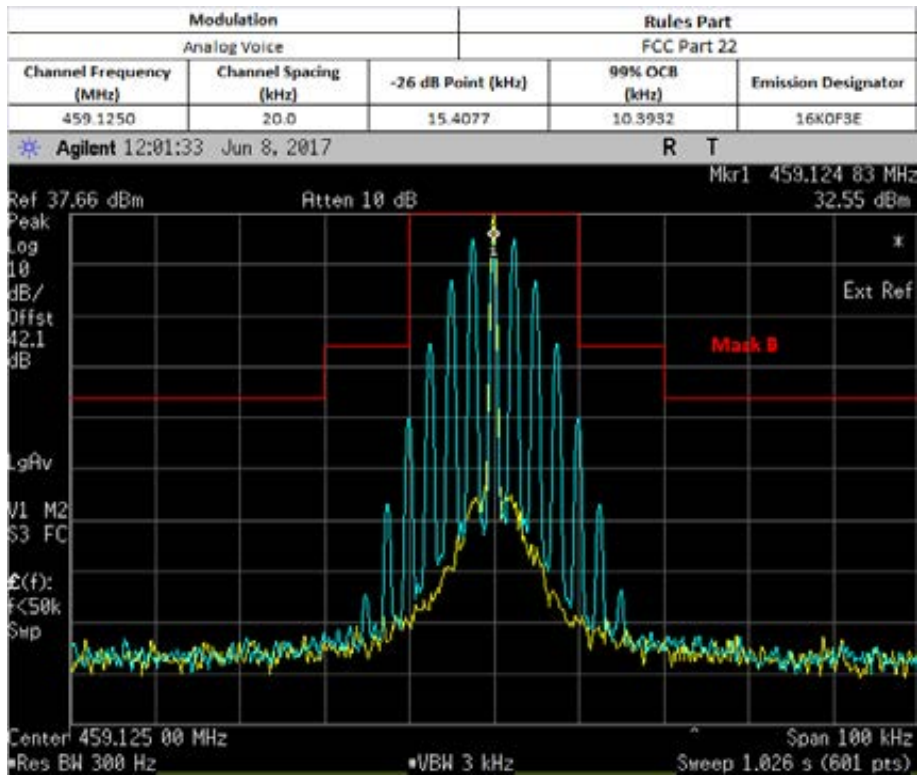 Modulation Rules Part
Analog Voice FCC Part 22
Channel Frequency (MHz) Channel Spacing (kHz) -26 dB Point (kHz) 99% OCB (kHz) Emission Designator
459.1250 20.0 15.4077 10.3932 16K0F3E
Agilent 12:01:33 Jun 8, 2017 R T
Mkr1 459.124 83 MHz
Ref 37.66 dBm Atten 10 dB 32.55 dBm
Peak
Log
10
dB/
Offst
42.1
dB
*
Ext Ref
1
Mask B
LgAv
V1 M2
S3 FC
£(f):
f<50k
Swp
Center 459.125 00 MHz Span 100 kHz
#Res BW 300 Hz #VBW 3 kHz Sweep 1.026 s (601 pts)